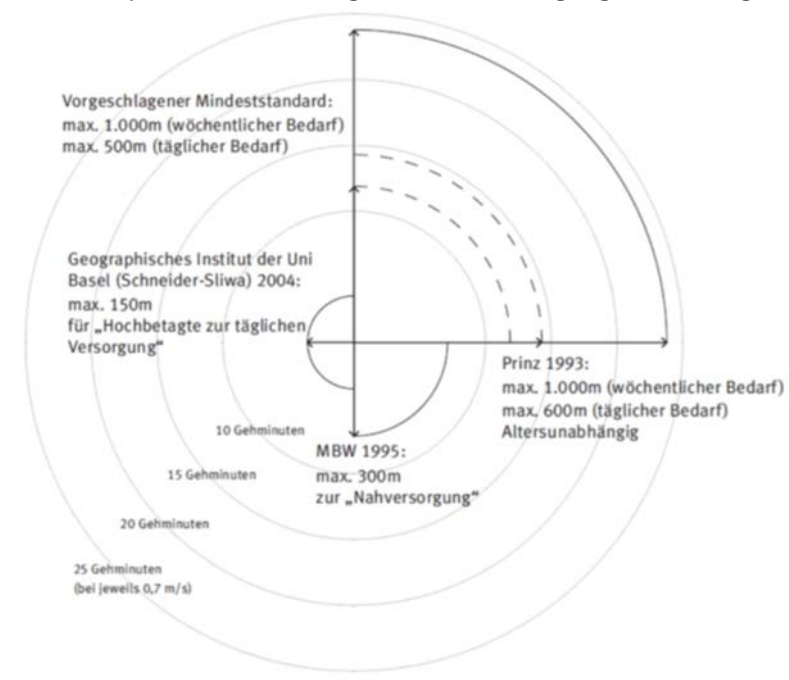 Vorgeschlagener Mindeststandard:
max. 1.000m (wöchentlicher Bedarf)
max. 500m (täglicher Bedarf)
Geographisches Institut der Uni
Basel (Schneider-Sliwa) 2004:
max. 150m
für „Hochbetagte zur täglichen
Versorgung“
Prinz 1993:
max. 1.000m (wöchentlicher Bedarf)
max. 600m (täglicher Bedarf)
Altersunabhängig
MBW 1995:
max. 300m
zur „Nahversorgung“
10 Gehminuten
15 Gehminuten
20 Gehminuten
25 Gehminuten
(bei jeweils 0,7 m/s)